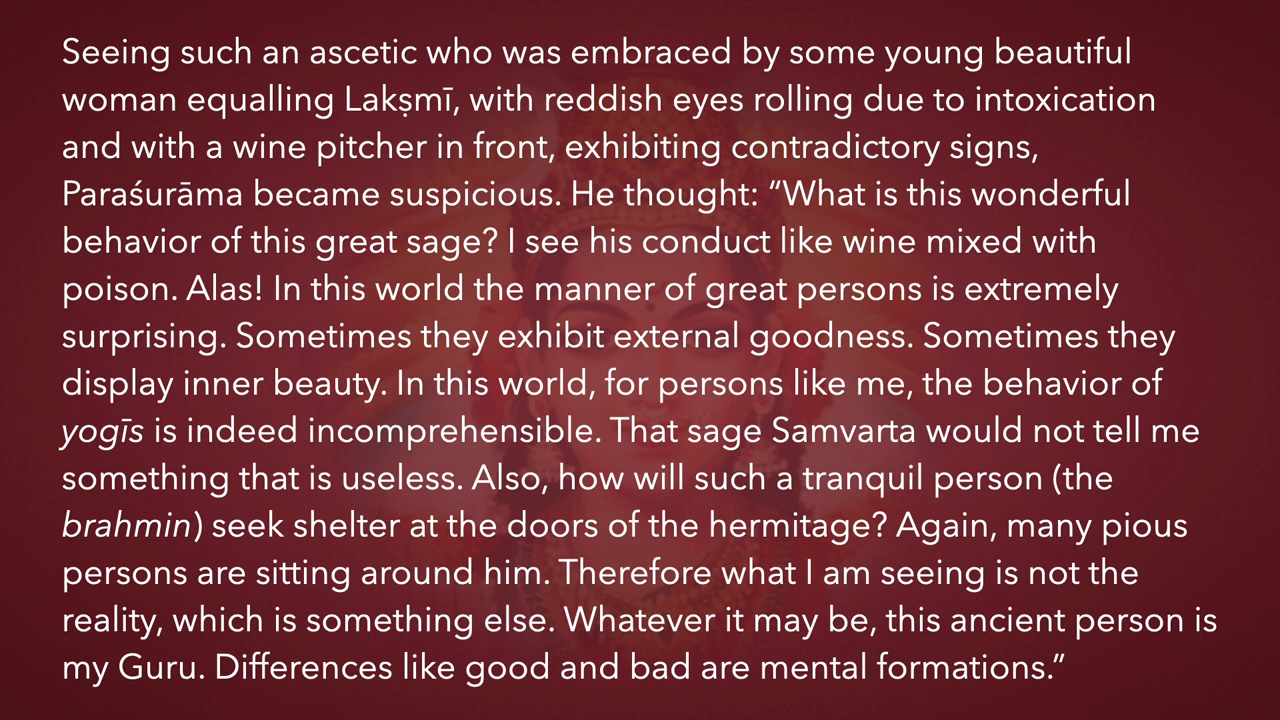 Seeing such an ascetic who was embraced by some young beautiful
woman equalling Lakṣmī, with reddish eyes rolling due to intoxication
and with a wine pitcher in front, exhibiting contradictory signs,
Paraśurāma became suspicious. He thought: “What is this wonderful
behavior of this great sage? I see his conduct like wine mixed with
poison. Alas! In this world the manner of great persons is extremely
surprising. Sometimes they exhibit external goodness. Sometimes they
display inner beauty. In this world, for persons like me, the behavior of
yogīs is indeed incomprehensible. That sage Samvarta would not tell me
something that is useless. Also, how will such a tranquil person (the
brahmin) seek shelter at the doors of the hermitage? Again, many pious
persons are sitting around him. Therefore what I am seeing is not the
reality, which is something else. Whatever it may be, this ancient person is
my Guru. Differences like good and bad are mental formations.”